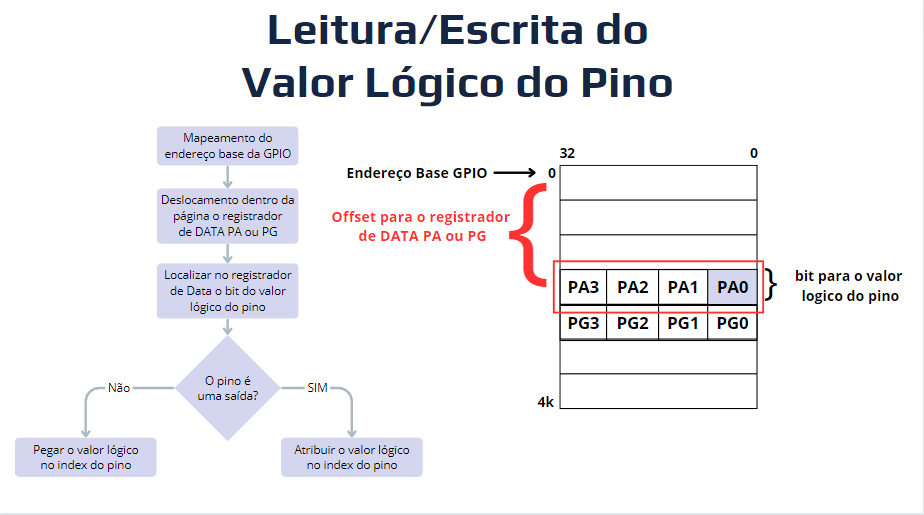 Leitura/Escrita do
Valor Lógico do Pino
Mapeamento do
endereço base da GPIO
Deslocamento dentro da
página o registrador
de DATA PA ou PG
Localizar no registrador
de Data o bit do valor
lógico do pino
O pino é
uma saída?
Não
SIM
Pegar o valor lógico
no index do pino
Atribuir o valor lógico
no index do pino
32 0
Endereço Base GPIO 0
Offset para o registrador
de DATA PA ou PG
PA3 PA2 PA1 PA0
PG3 PG2 PG1 PG0
4k
bit para o valor
logico do pino